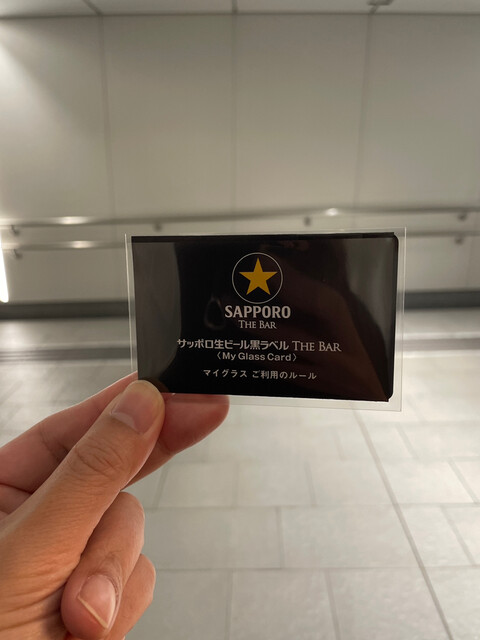 SAPPORO
THE BAR
サッポロ生ビール黒ラベル THE BAR
〈My Glass Card〉
マイグラス ご利用のルール